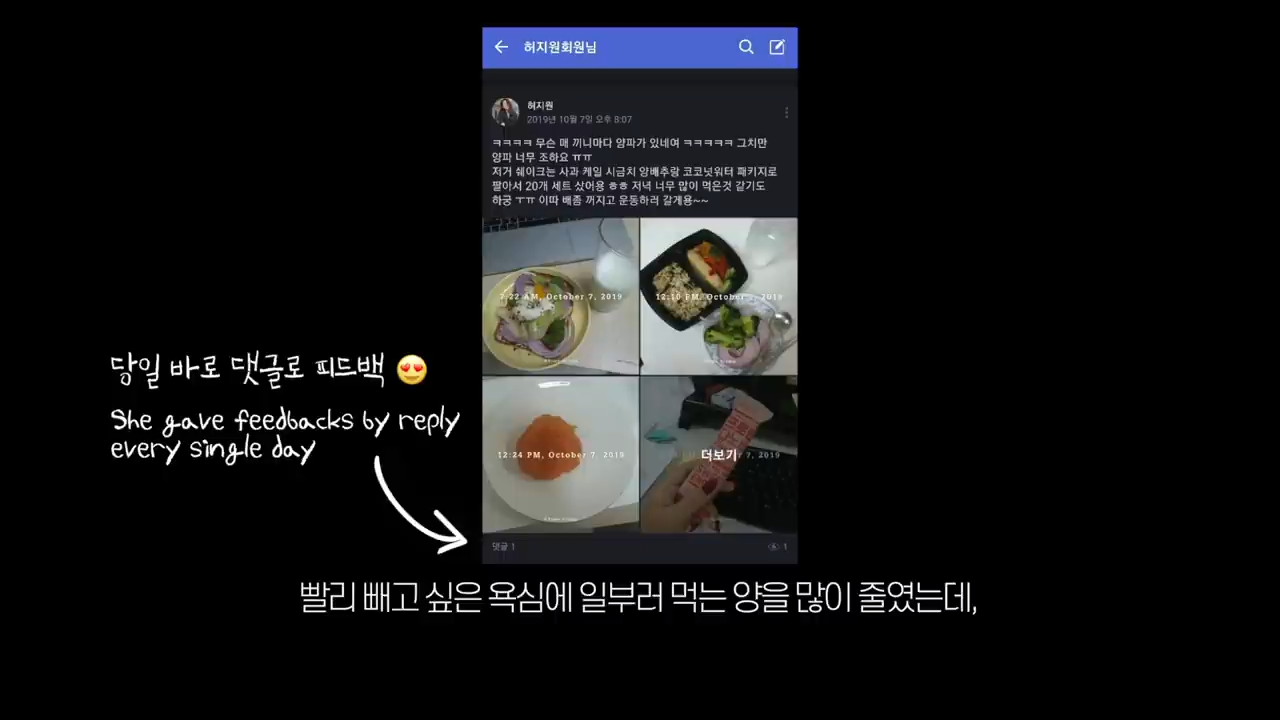 허지원회원님
허지원
2019년 10월 7일 오후 8:07
ㅋㅋㅋㅋ 무슨 매 끼니마다 양파가 있네여 ㅋㅋㅋㅋㅋ 그치만
양파 너무 조하요 ㅠㅠ
저거 쉐이크는 사과 케일 시금치 양배추랑 코코넛워터 패키지로
팔아서 20개 세트 샀어용 ㅎㅎ 저녁 너무 많이 먹은것 같기도
하궁 ㅜㅠ 이따 배좀 꺼지고 운동하러 갈게용~~
7:22 AM, October 7, 2019
12:10 PM, October 7, 2019
당일 바로 댓글로 피드백 😍
She gave feedbacks by reply
every single day
12:24 PM, October 7, 2019
더보기
7, 2019
댓글 1
1
빨리 빼고 싶은 욕심에 일부러 먹는 양을 많이 줄였는데,